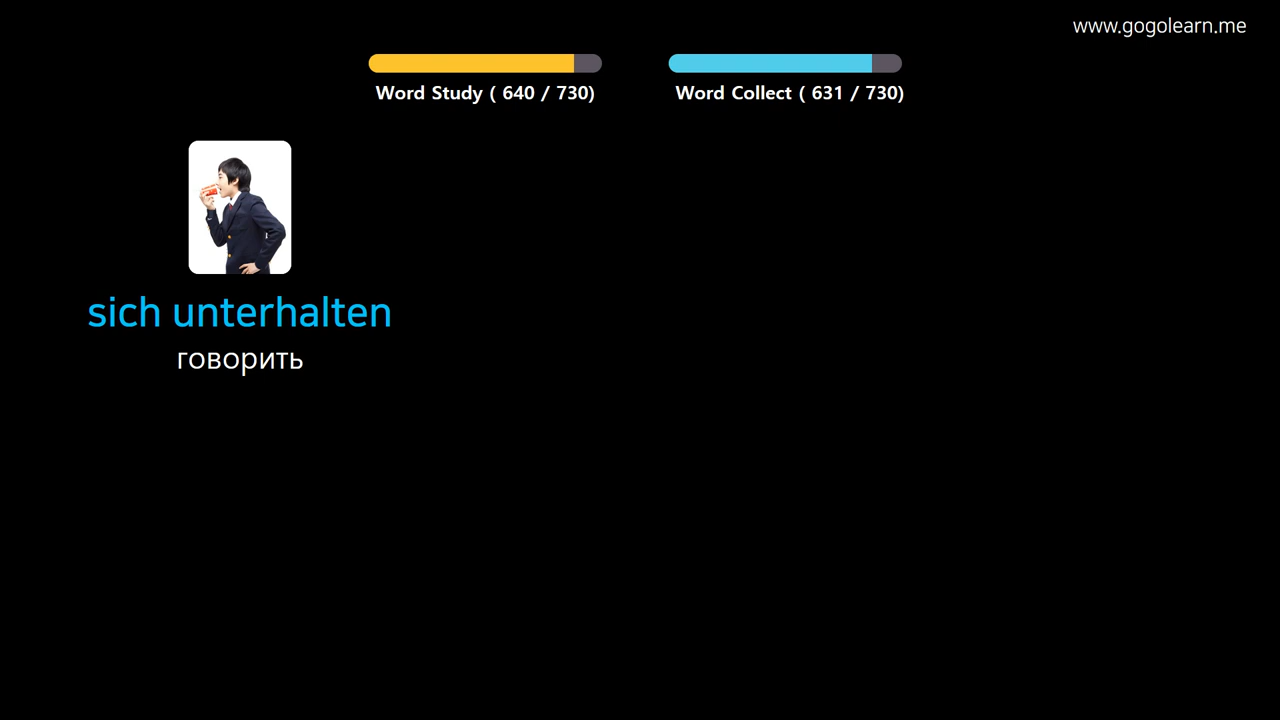 www.gogolearn.me
Word Study ( 640 / 730)
Word Collect ( 631 / 730)
sich unterhalten
говорить